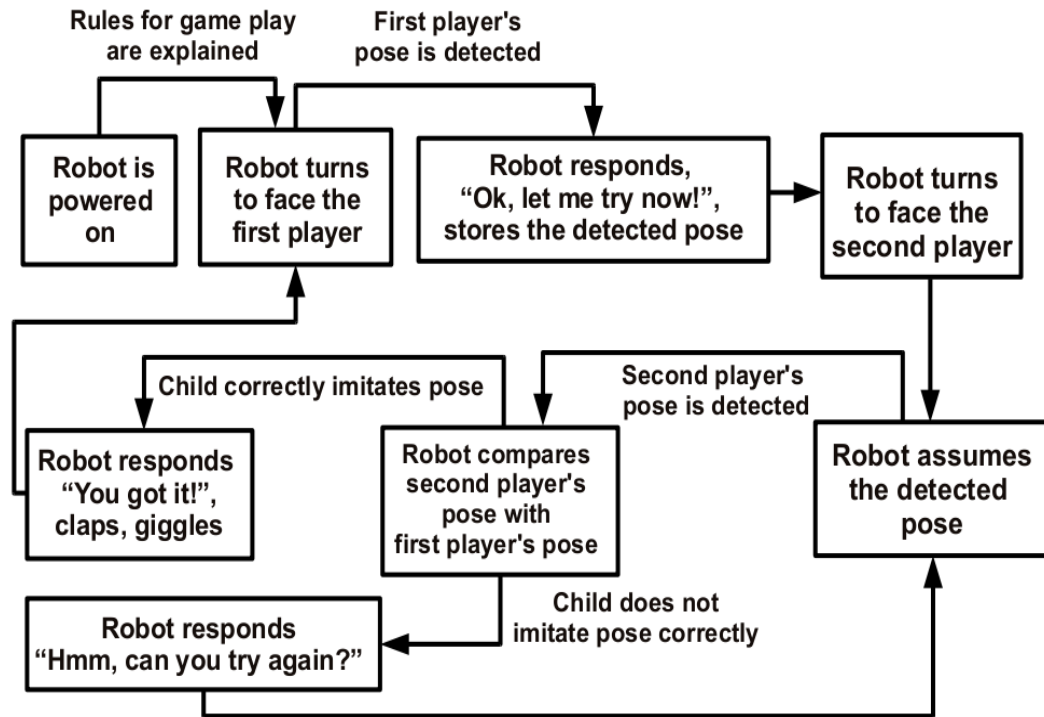 Rules for game play
are explained
First player's
pose is detected
Robot is
powered
on
Robot turns
to face the
first player
Robot responds,
“Ok, let me try now!”,
stores the detected pose
Robot turns
to face the
second player
Child correctly imitates pose
Second player's
pose is detected
Robot responds
“You got it!”,
claps, giggles
Robot compares
second player's
pose with
first player's pose
Robot assumes
the detected
pose
Child does not
imitate pose correctly
Robot responds
“Hmm, can you try again?”